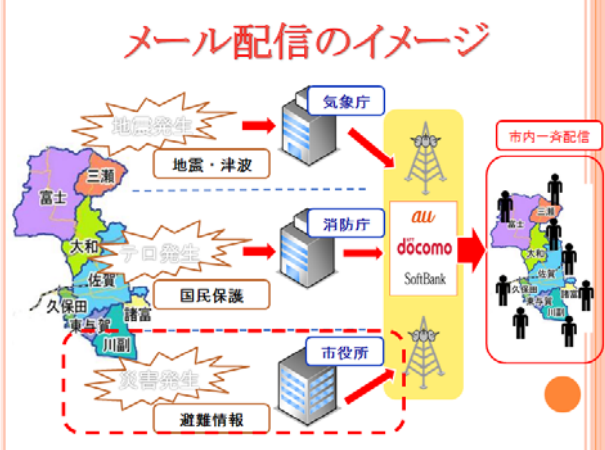 メール配信のイメージ
地震発生
気象庁
地震・津波
市内一斉配信
三瀬
富士
大和
佐賀
久保田
諸富
東与賀
川副
テロ発生
消防庁
国民保護
au
döcomo
SoftBank
災害発生
市役所
避難情報
三瀬
富士
大和
佐賀
久保田
諸富
東与賀
川副